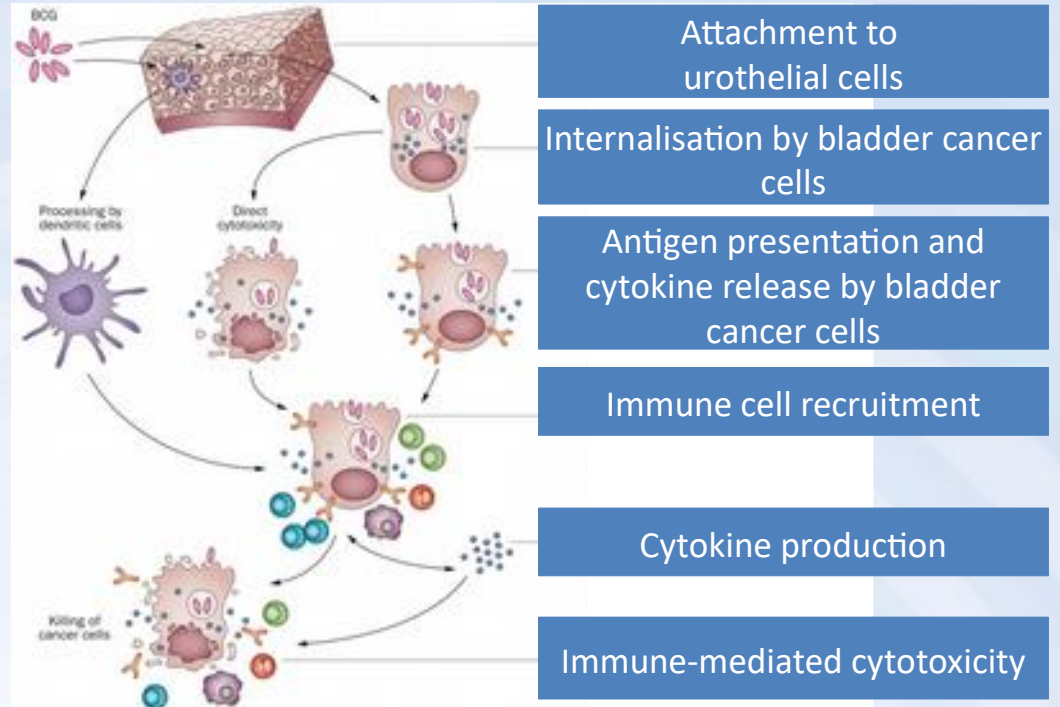 BCG
Attachment to
urothelial cells
Internalisation by bladder cancer
cells
Processing by
dendritic cells
Direct
cytotoxicity
Antigen presentation and
cytokine release by bladder
cancer cells
Immune cell recruitment
Cytokine production
Killing of
cancer cells
Immune-mediated cytotoxicity